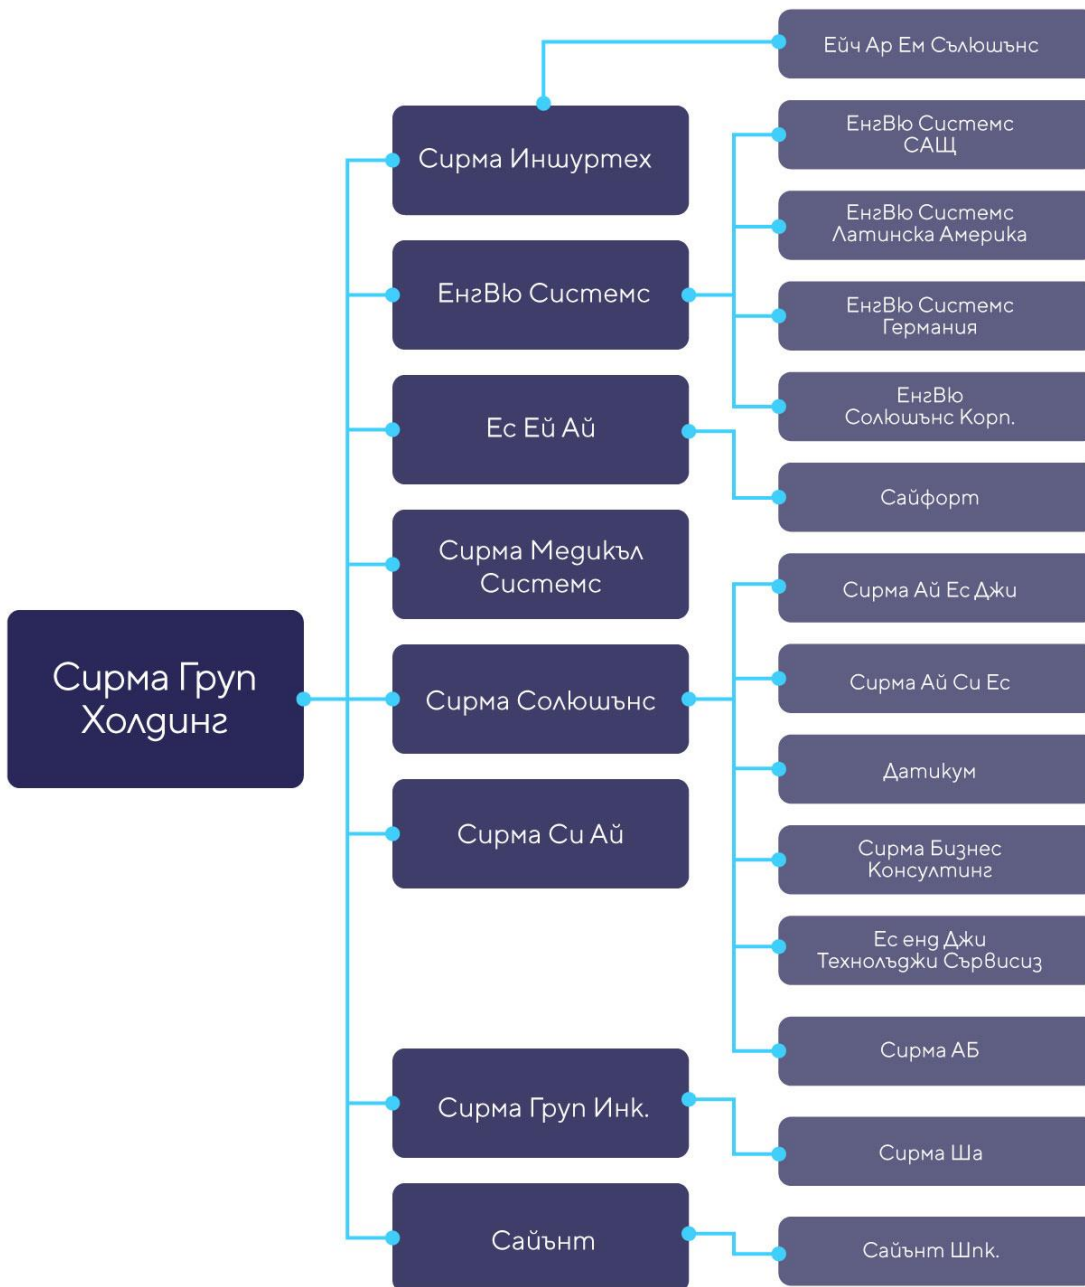 Ейч Ар Ем Сълюшънс
Сирма Иншуртех
ЕнгВю Системс
САЩ
ЕнгВю Системс
Латинска Америка
ЕнгВю Системс
ЕнгВю Системс
Германия
ЕнгВю
Солюшънс Корп.
Ес Ей Ай
Сайфорт
Сирма Медикъл
Системс
Сирма Груп
Холдинг
Сирма Солюшънс
Сирма Ай Ес Джи
Сирма Ай Си Ес
Датикум
Сирма Бизнес
Консултинг
Ес енд Джи
Технолъджи Сървисиз
Сирма АБ
Сирма Си Ай
Сирма Груп Инк.
Сирма Ша
Сайънт
Сайънт Шпк.